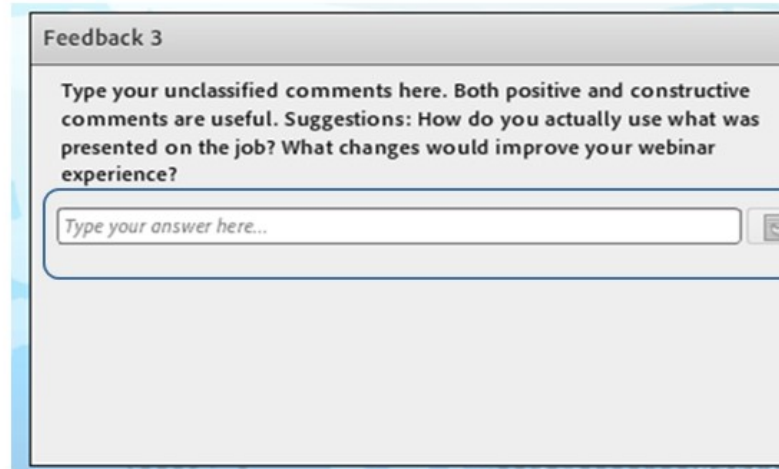 Feedback 3
Type your unclassified comments here. Both positive and constructive
comments are useful. Suggestions: How do you actually use what was
presented on the job? What changes would improve your webinar
experience?
Type your answer here...